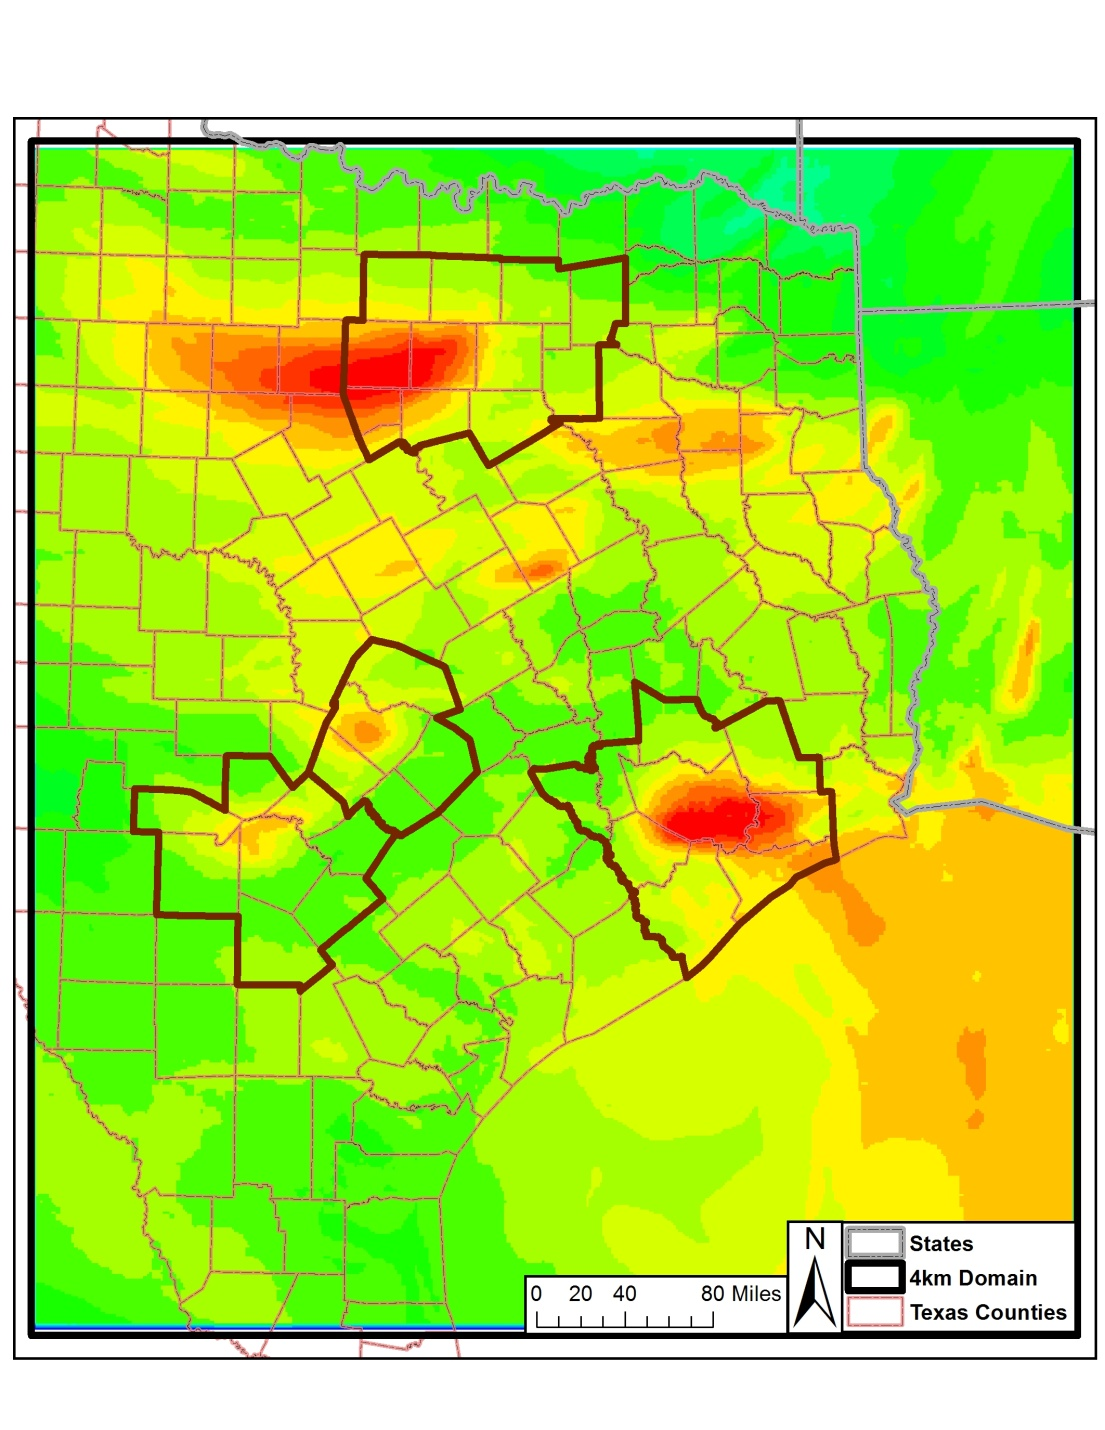 N
States
4km Domain
Texas Counties
0 20 40 80 Miles